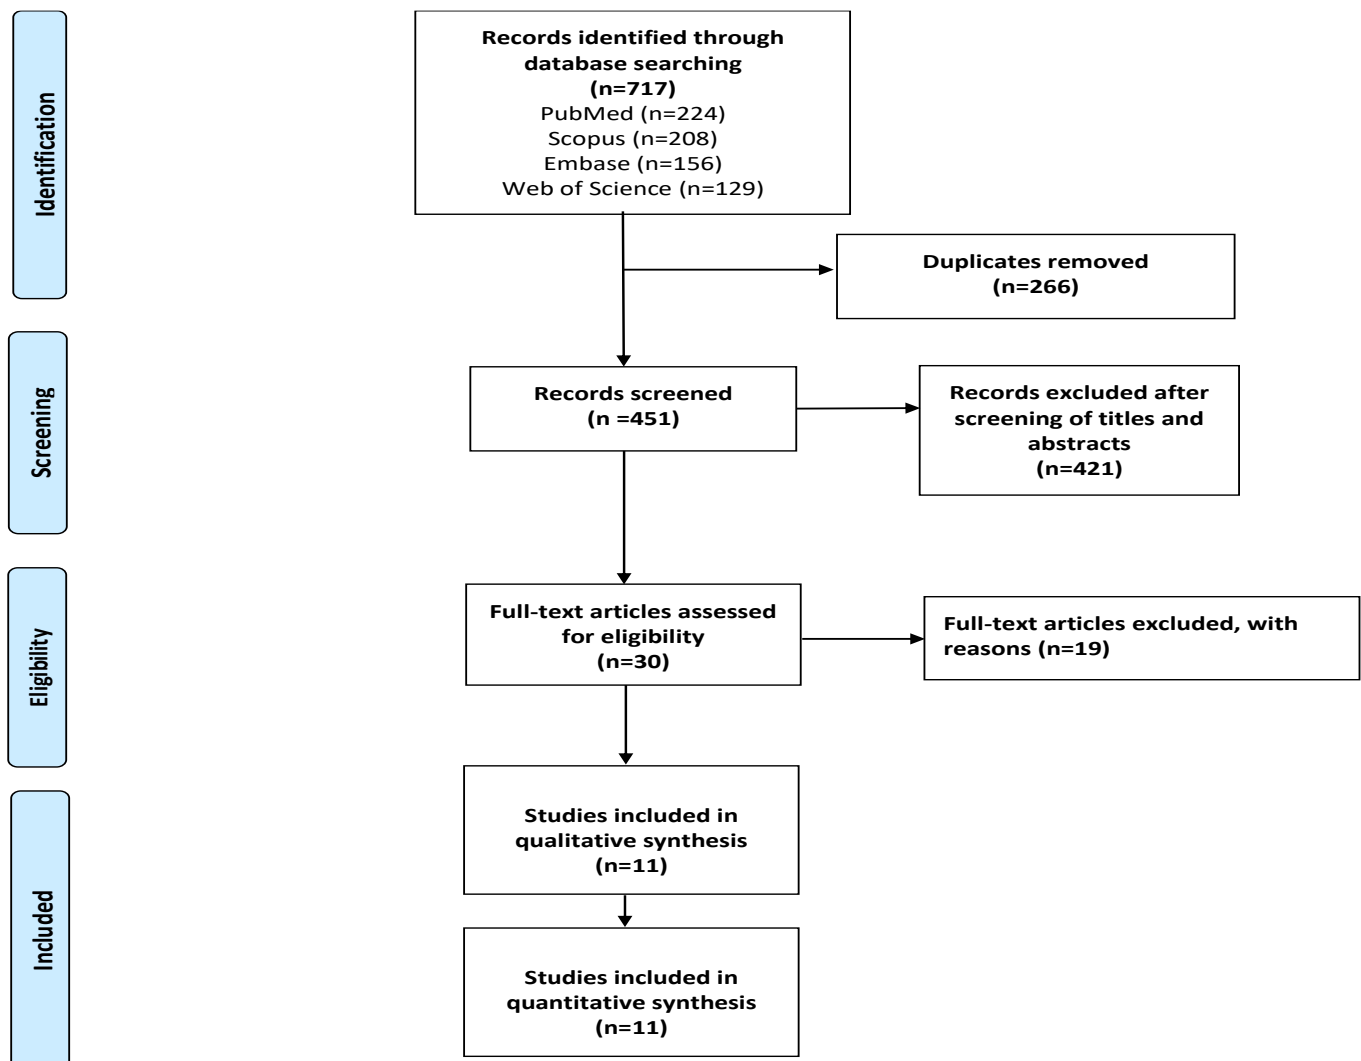 Identification
Records identified through
database searching
(n=717)
PubMed (n=224)
Scopus (n=208)
Embase (n=156)
Web of Science (n=129)
Duplicates removed
(n=266)
Screening
Records screened
(n =451)
Records excluded after
screening of titles and
abstracts
(n=421)
Eligibility
Full-text articles assessed
for eligibility
(n=30)
Full-text articles excluded, with
reasons (n=19)
Included
Studies included in
qualitative synthesis
(n=11)
Studies included in
quantitative synthesis
(n=11)